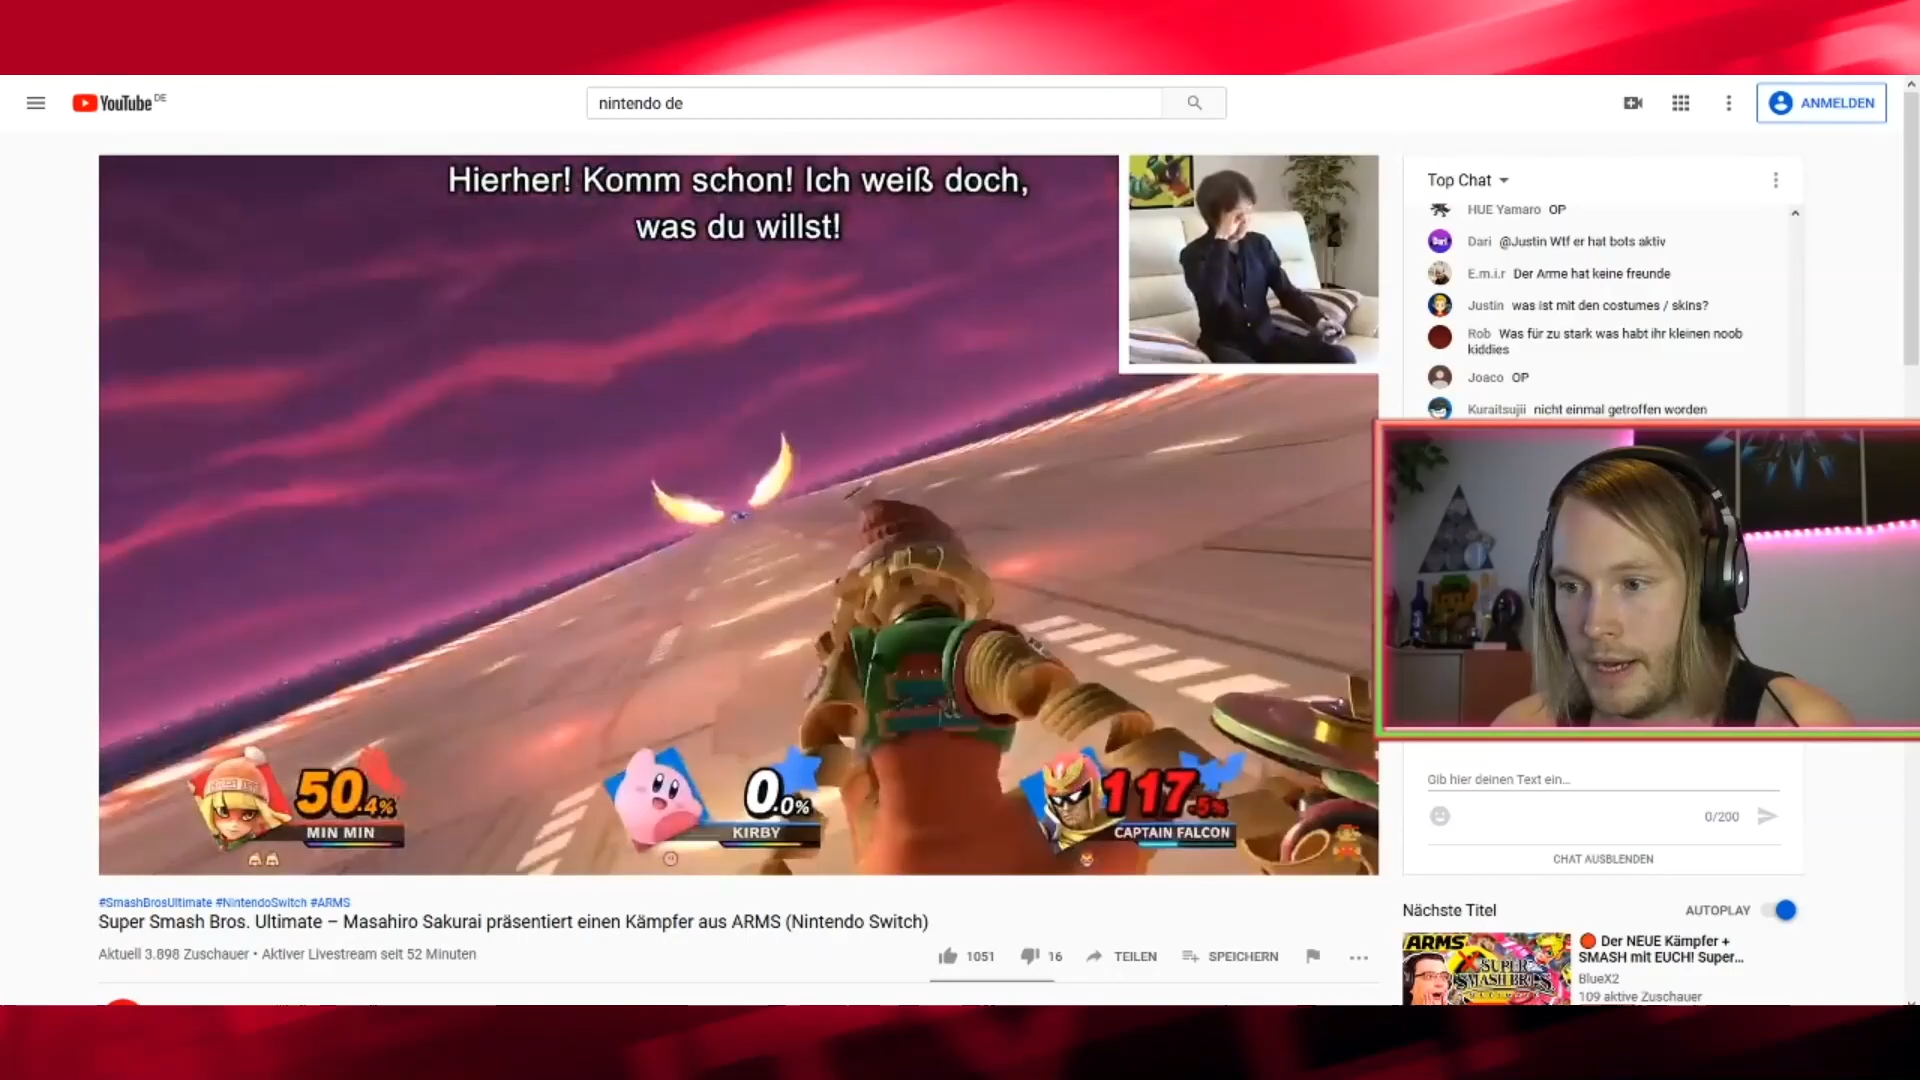 YouTube DE
nintendo de
ANMELDEN
Hierher! Komm schon! Ich weiß doch,
was du willst!
50.4%
MIN MIN
0.0%
KIRBY
117.5%
CAPTAIN FALCON
Top Chat
HUE Yamaro OP
Dari @Justin Wtf er hat bots aktiv
E.m.i.r Der Arme hat keine freunde
Justin was ist mit den costumes / skins?
Rob Was für zu stark was habt ihr kleinen noob
kiddies
Joaco OP
Kuraitsujii nicht einmal getroffen worden
Gib hier deinen Text ein...
0/200
CHAT AUSBLENDEN
#SmashBrosUltimate #NintendoSwitch #ARMS
Super Smash Bros. Ultimate – Masahiro Sakurai präsentiert einen Kämpfer aus ARMS (Nintendo Switch)
Aktuell 3.898 Zuschauer • Aktiver Livestream seit 52 Minuten
1051
16
TEILEN
SPEICHERN
Nächste Titel
AUTOPLAY
ARMS
SUPER
SMASH BROS.
Der NEUE Kämpfer +
SMASH mit EUCH! Super...
BlueX2
109 aktive Zuschauer